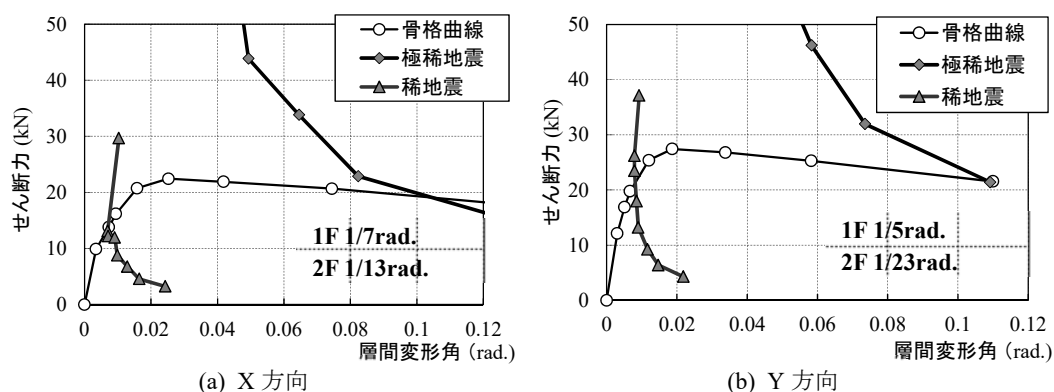 せん断力 (kN)
50
40
30
20
10
0
骨格曲線
極稀地震
稀地震
1F 1/7rad.
2F 1/13rad.
0 0.02 0.04 0.06 0.08 0.1 0.12
層間変形角 (rad.)
(a) X 方向
せん断力 (kN)
50
40
30
20
10
0
骨格曲線
極稀地震
稀地震
1F 1/5rad.
2F 1/23rad.
0 0.02 0.04 0.06 0.08 0.1 0.12
層間変形角 (rad.)
(b) Y 方向